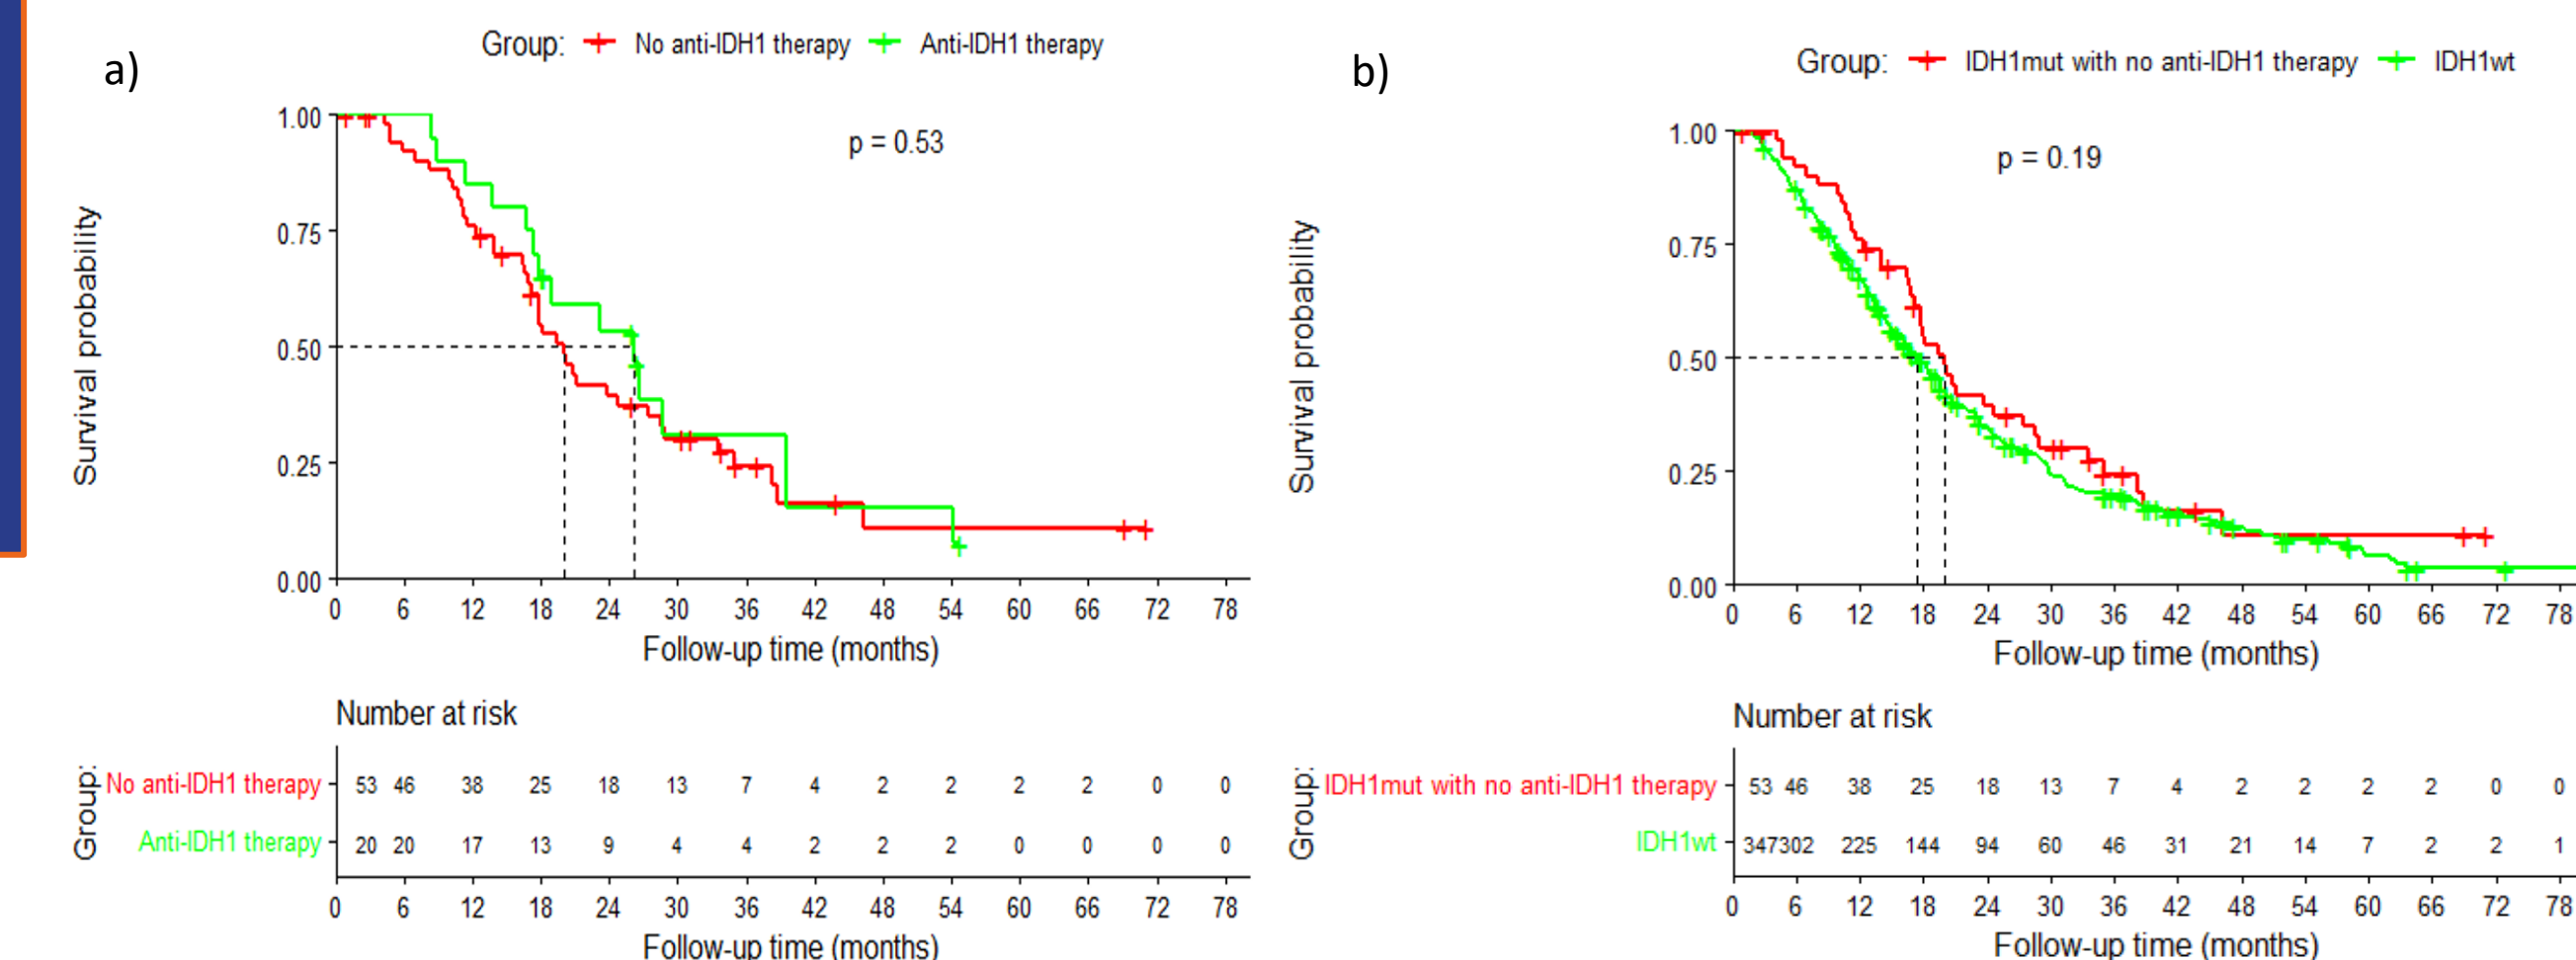 a)
Group: No anti-IDH1 therapy Anti-IDH1 therapy
p = 0.53
Survival probability
1.00
0.75
0.50
0.25
0.00
0 6 12 18 24 30 36 42 48 54 60 66 72 78
Follow-up time (months)
Number at risk
Group:
No anti-IDH1 therapy 53 46 38 25 18 13 7 4 2 2 2 2 0 0
Anti-IDH1 therapy 20 20 17 13 9 4 4 2 2 2 0 0 0 0
0 6 12 18 24 30 36 42 48 54 60 66 72 78
Follow-up time (months)
b)
Group: IDH1mut with no anti-IDH1 therapy IDH1wt
p = 0.19
Survival probability
1.00
0.75
0.50
0.25
0.00
0 6 12 18 24 30 36 42 48 54 60 66 72 78
Follow-up time (months)
Number at risk
Group:
IDH1mut with no anti-IDH1 therapy 53 46 38 25 18 13 7 4 2 2 2 2 0 0
IDH1wt 347302 225 144 94 60 46 31 21 14 7 2 2 1
0 6 12 18 24 30 36 42 48 54 60 66 72 78
Follow-up time (months)